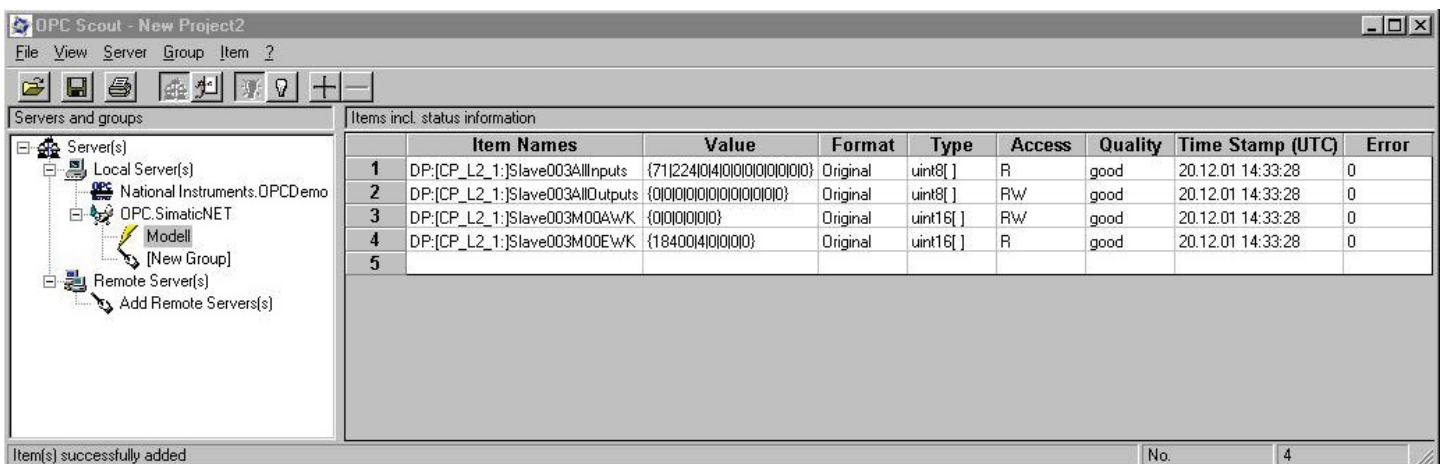 OPC Scout - New Project2
File View Server Group Item ?
Servers and groups
Items incl. status information
Server(s)
Local Server(s)
National Instruments.OPCDemo
OPC.SimaticNET
Modell
[New Group]
Remote Server(s)
Add Remote Servers(s)
Item Names Value Format Type Access Quality Time Stamp (UTC) Error
1 DP:[CP_L2_1:]Slave003AllInputs {71|224|0|4|0|0|0|0|0|0|0|0} Original uint8[ ] R good 20.12.01 14:33:28 0
2 DP:[CP_L2_1:]Slave003AllOutputs {0|0|0|0|0|0|0|0|0|0|0|0} Original uint8[ ] RW good 20.12.01 14:33:28 0
3 DP:[CP_L2_1:]Slave003M00AWK {0|0|0|0|0} Original uint16[ ] RW good 20.12.01 14:33:28 0
4 DP:[CP_L2_1:]Slave003M00EWK {18400|4|0|0|0|0} Original uint16[ ] R good 20.12.01 14:33:28 0
5
Item(s) successfully added No. 4